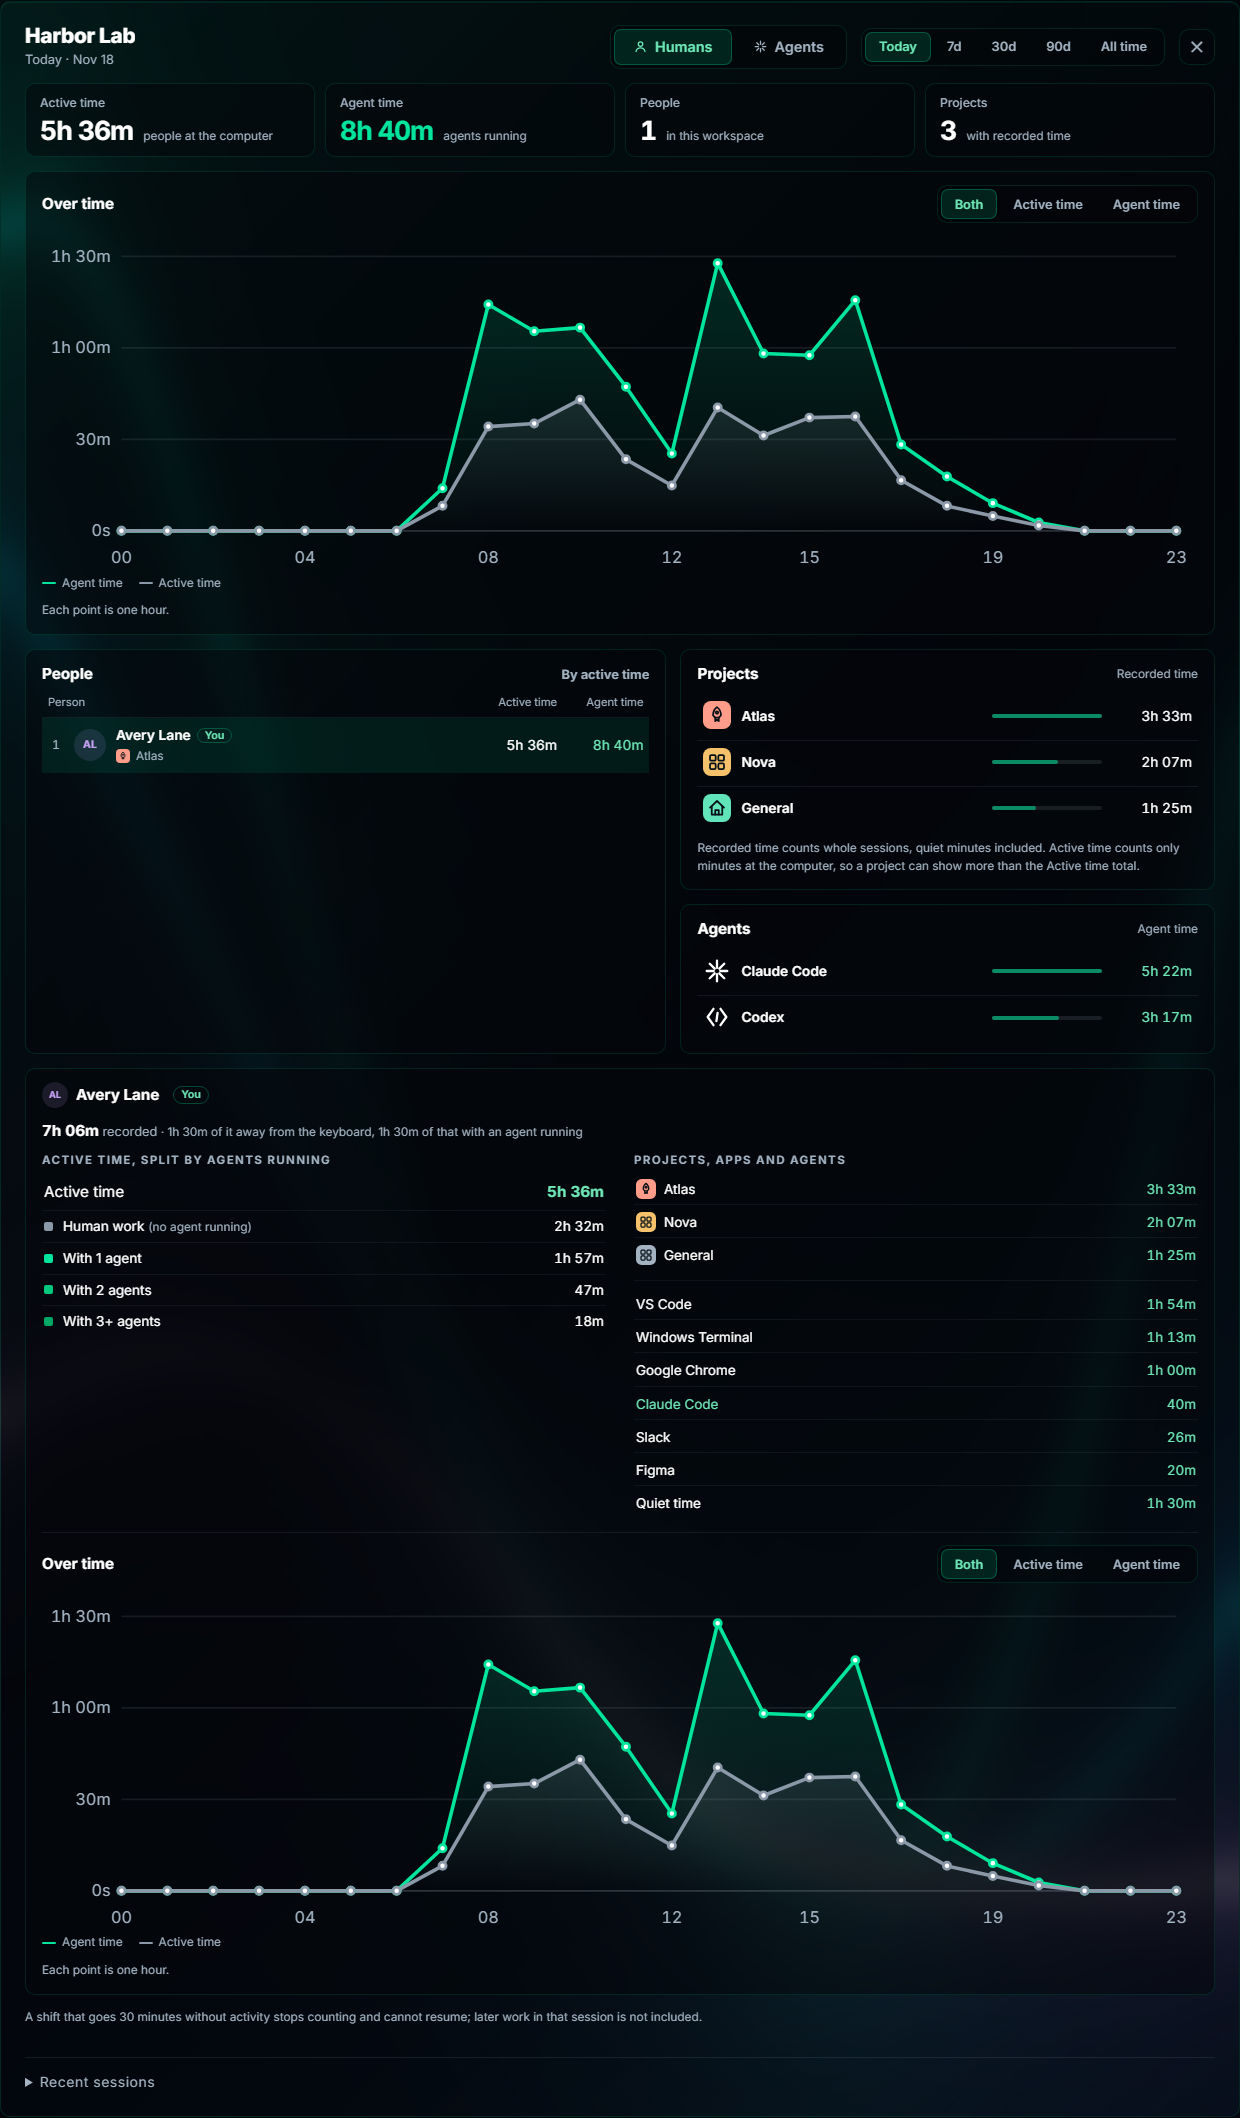 Harbor Lab
Today · Nov 18
Humans
Agents
Today
7d
30d
90d
All time
Active time
5h 36m people at the computer
Agent time
8h 40m agents running
People
1 in this workspace
Projects
3 with recorded time
Over time
Both
Active time
Agent time
1h 30m
1h 00m
30m
0s
00
04
08
12
15
19
23
Agent time
Active time
Each point is one hour.
People
By active time
Person
Active time
Agent time
1
AL
Avery Lane
You
Atlas
5h 36m
8h 40m
Projects
Recorded time
Atlas
3h 33m
Nova
2h 07m
General
1h 25m
Recorded time counts whole sessions, quiet minutes included. Active time counts only
minutes at the computer, so a project can show more than the Active time total.
Agents
Agent time
Claude Code
5h 22m
Codex
3h 17m
AL
Avery Lane
You
7h 06m recorded · 1h 30m of it away from the keyboard, 1h 30m of that with an agent running
ACTIVE TIME, SPLIT BY AGENTS RUNNING
Active time
5h 36m
Human work (no agent running)
2h 32m
With 1 agent
1h 57m
With 2 agents
47m
With 3+ agents
18m
PROJECTS, APPS AND AGENTS
Atlas
3h 33m
Nova
2h 07m
General
1h 25m
VS Code
1h 54m
Windows Terminal
1h 13m
Google Chrome
1h 00m
Claude Code
40m
Slack
26m
Figma
20m
Quiet time
1h 30m
Over time
Both
Active time
Agent time
1h 30m
1h 00m
30m
0s
00
04
08
12
15
19
23
Agent time
Active time
Each point is one hour.
A shift that goes 30 minutes without activity stops counting and cannot resume; later work in that session is not included.
Recent sessions